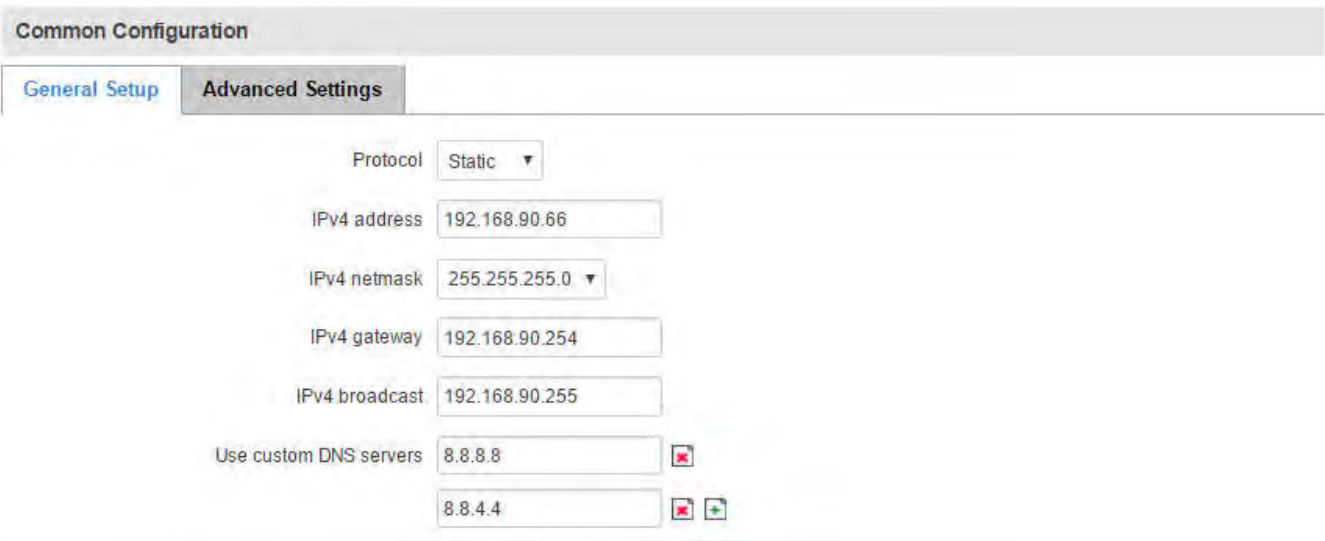 Common Configuration
General Setup Advanced Settings
Protocol Static
IPv4 address 192.168.90.66
IPv4 netmask 255.255.255.0
IPv4 gateway 192.168.90.254
IPv4 broadcast 192.168.90.255
Use custom DNS servers 8.8.8.8
8.8.4.4